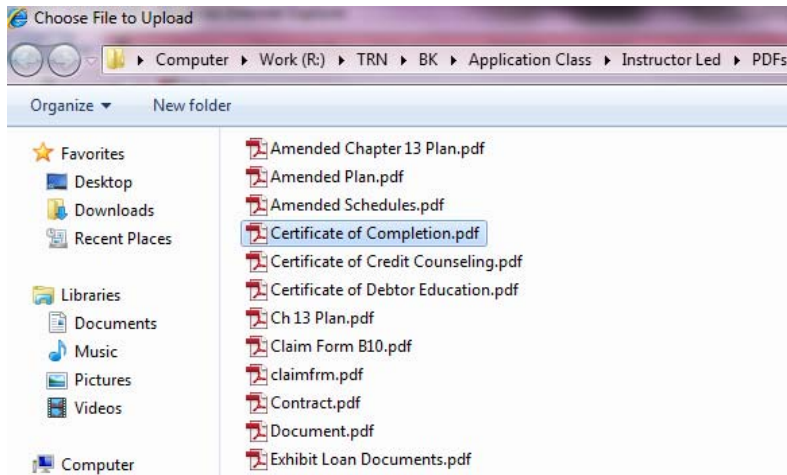 Choose File to Upload
Computer ▸ Work (R:) ▸ TRN ▸ BK ▸ Application Class ▸ Instructor Led ▸ PDFs
Organize ▾ New folder
Favorites
Desktop
Downloads
Recent Places
Libraries
Documents
Music
Pictures
Videos
Computer
Amended Chapter 13 Plan.pdf
Amended Plan.pdf
Amended Schedules.pdf
Certificate of Completion.pdf
Certificate of Credit Counseling.pdf
Certificate of Debtor Education.pdf
Ch 13 Plan.pdf
Claim Form B10.pdf
claimfrm.pdf
Contract.pdf
Document.pdf
Exhibit Loan Documents.pdf